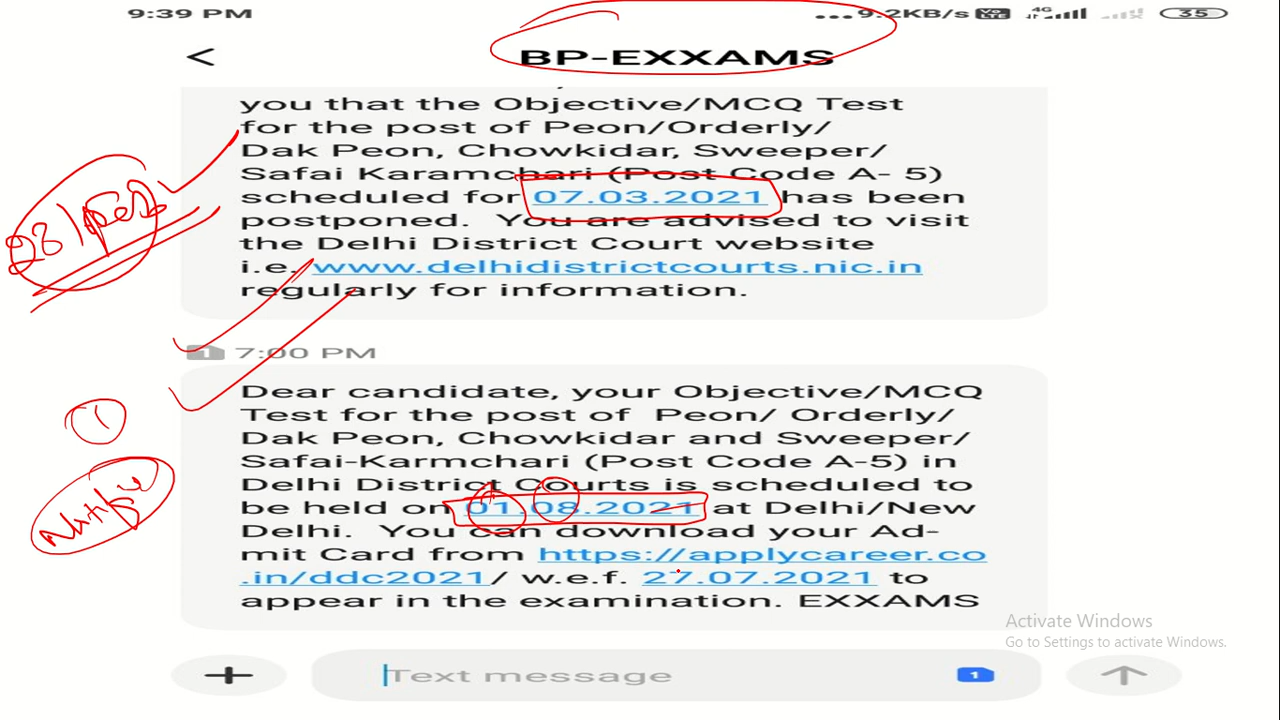 9:39 PM
...9.2KB/s Vo LTE 4G 35
< BP-EXXAMS
you that the Objective/MCQ Test
for the post of Peon/Orderly/
Dak Peon, Chowkidar, Sweeper/
Safai Karamchari (Post Code A- 5)
scheduled for 07.03.2021 has been
postponed. You are advised to visit
the Delhi District Court website
i.e. www.delhidistrictcourts.nic.in
regularly for information.
1 7:00 PM
Dear candidate, your Objective/MCQ
Test for the post of Peon/ Orderly/
Dak Peon, Chowkidar and Sweeper/
Safai-Karmchari (Post Code A-5) in
Delhi District Courts is scheduled to
be held on 01.08.2021 at Delhi/New
Delhi. You can download your Ad-
mit Card from https://applycareer.co
.in/ddc2021/ w.e.f. 27.07.2021 to
appear in the examination. EXXAMS
1
Activate Windows
Go to Settings to activate Windows.
Text message
1